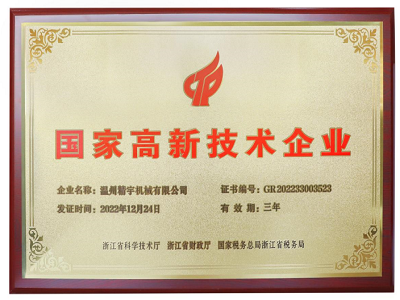 国家高新技术企业
企业名称：温州精宇机械有限公司 证书编号：GR202233003523
发证时间：2022年12月24日 有 效 期：三年
浙江省科学技术厅 浙江省财政厅 国家税务总局浙江省税务局